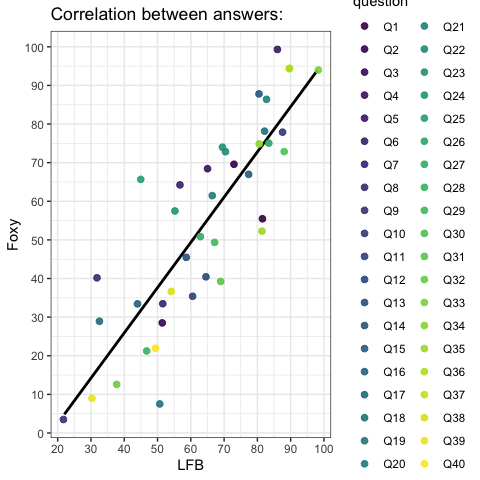 Correlation between answers:
question
100
90
80
70
60
50
40
30
20
10
0
Foxy
20 30 40 50 60 70 80 90 100
LFB
Q1 Q21
Q2 Q22
Q3 Q23
Q4 Q24
Q5 Q25
Q6 Q26
Q7 Q27
Q8 Q28
Q9 Q29
Q10 Q30
Q11 Q31
Q12 Q32
Q13 Q33
Q14 Q34
Q15 Q35
Q16 Q36
Q17 Q37
Q18 Q38
Q19 Q39
Q20 Q40